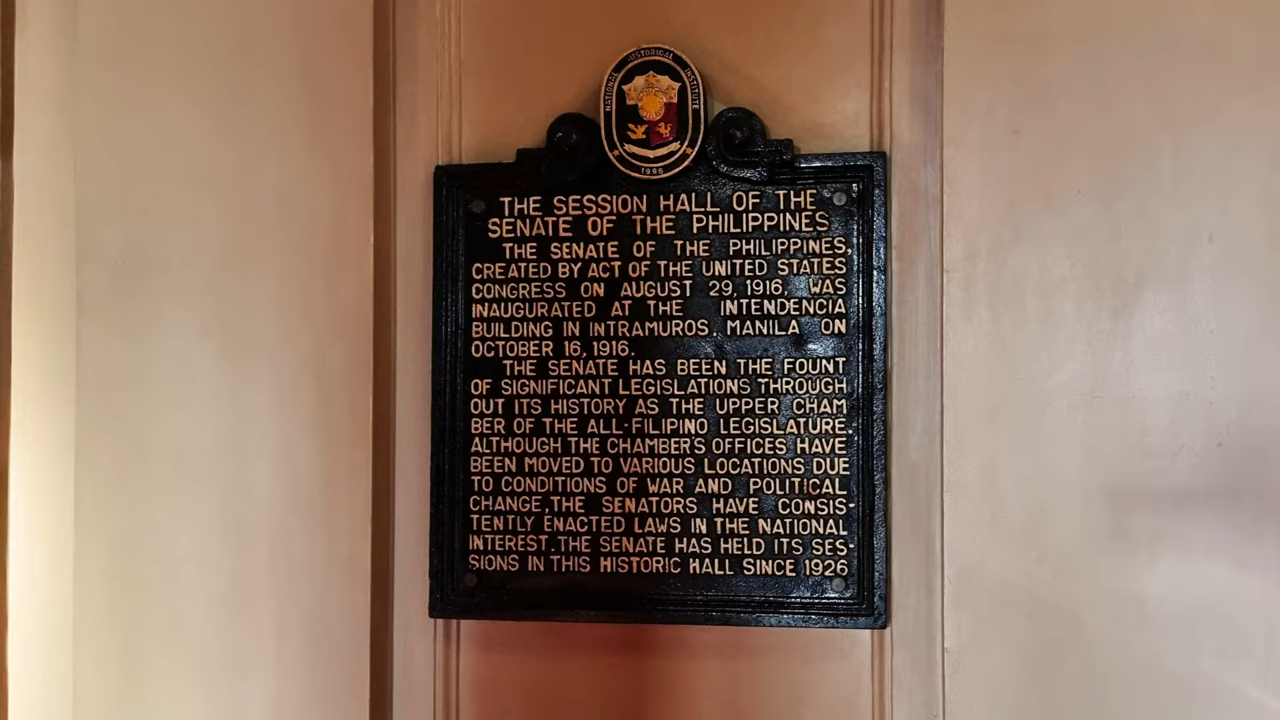 NATIONAL HISTORICAL INSTITUTE
1996
THE SESSION HALL OF THE
SENATE OF THE PHILIPPINES
THE SENATE OF THE PHILIPPINES,
CREATED BY ACT OF THE UNITED STATES
CONGRESS ON AUGUST 29, 1916, WAS
INAUGURATED AT THE INTENDENCIA
BUILDING IN INTRAMUROS, MANILA ON
OCTOBER 16, 1916.
THE SENATE HAS BEEN THE FOUNT
OF SIGNIFICANT LEGISLATIONS THROUGH
OUT ITS HISTORY AS THE UPPER CHAM
BER OF THE ALL-FILIPINO LEGISLATURE.
ALTHOUGH THE CHAMBER'S OFFICES HAVE
BEEN MOVED TO VARIOUS LOCATIONS DUE
TO CONDITIONS OF WAR AND POLITICAL
CHANGE, THE SENATORS HAVE CONSIS-
TENTLY ENACTED LAWS IN THE NATIONAL
INTEREST. THE SENATE HAS HELD ITS SES-
SIONS IN THIS HISTORIC HALL SINCE 1926